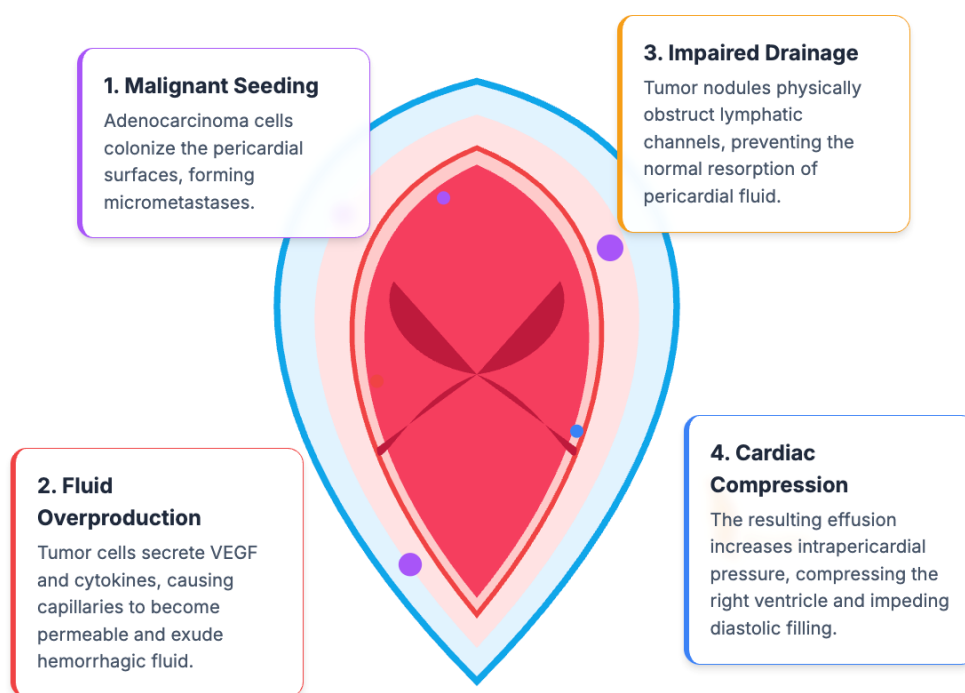 1. Malignant Seeding
Adenocarcinoma cells
colonize the pericardial
surfaces, forming
micrometastases.
2. Fluid
Overproduction
Tumor cells secrete VEGF
and cytokines, causing
capillaries to become
permeable and exude
hemorrhagic fluid.
3. Impaired Drainage
Tumor nodules physically
obstruct lymphatic
channels, preventing the
normal resorption of
pericardial fluid.
4. Cardiac
Compression
The resulting effusion
increases intrapericardial
pressure, compressing the
right ventricle and impeding
diastolic filling.